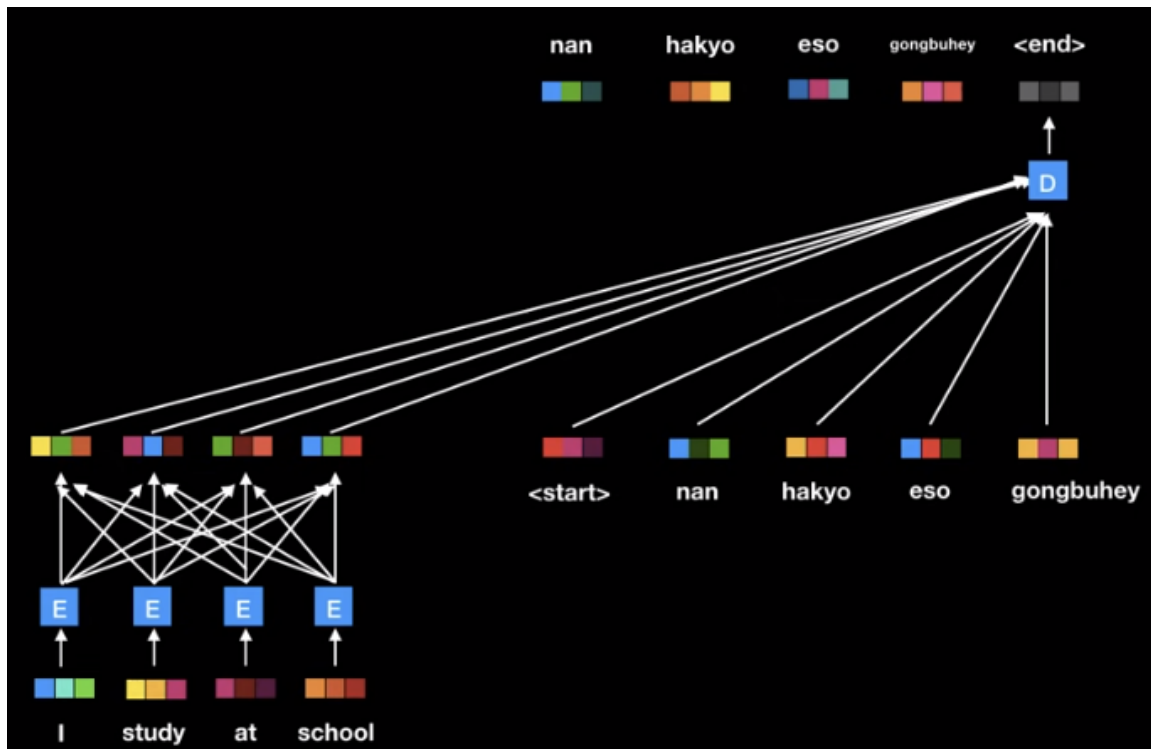 nan hakyo eso gongbuhey <end>
D
<start> nan hakyo eso gongbuhey
E E E E
I study at school